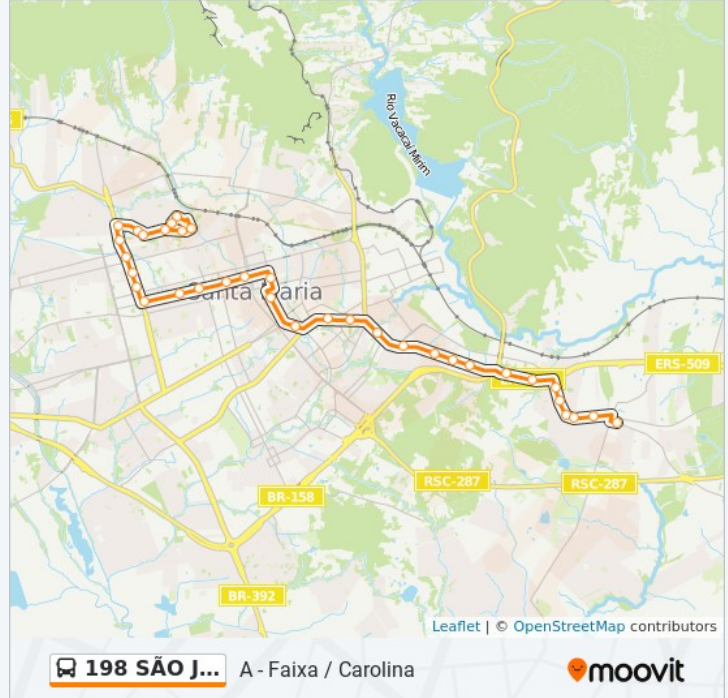 Rio Vacacaí Mirim
Santa Maria
ERS-509
RSC-287
RSC-287
BR-158
BR-392
Leaflet | © OpenStreetMap contributors
198 SÃO J...
A - Faixa / Carolina
moovit